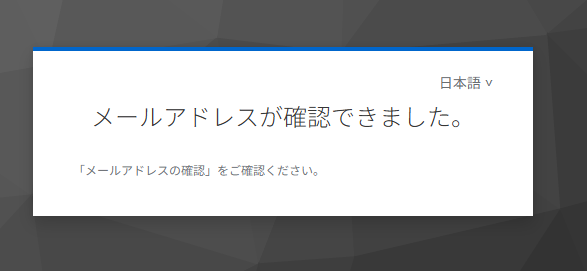 日本語 ˅
メールアドレスが確認できました。
「メールアドレスの確認」をご確認ください。